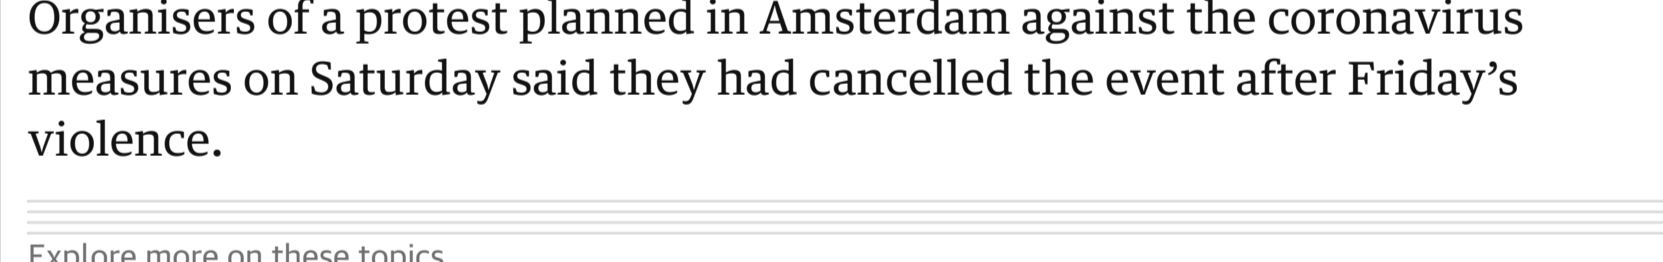 Organisers of a protest planned in Amsterdam against the coronavirus
measures on Saturday said they had cancelled the event after Friday’s
violence.
Explore more on these topics